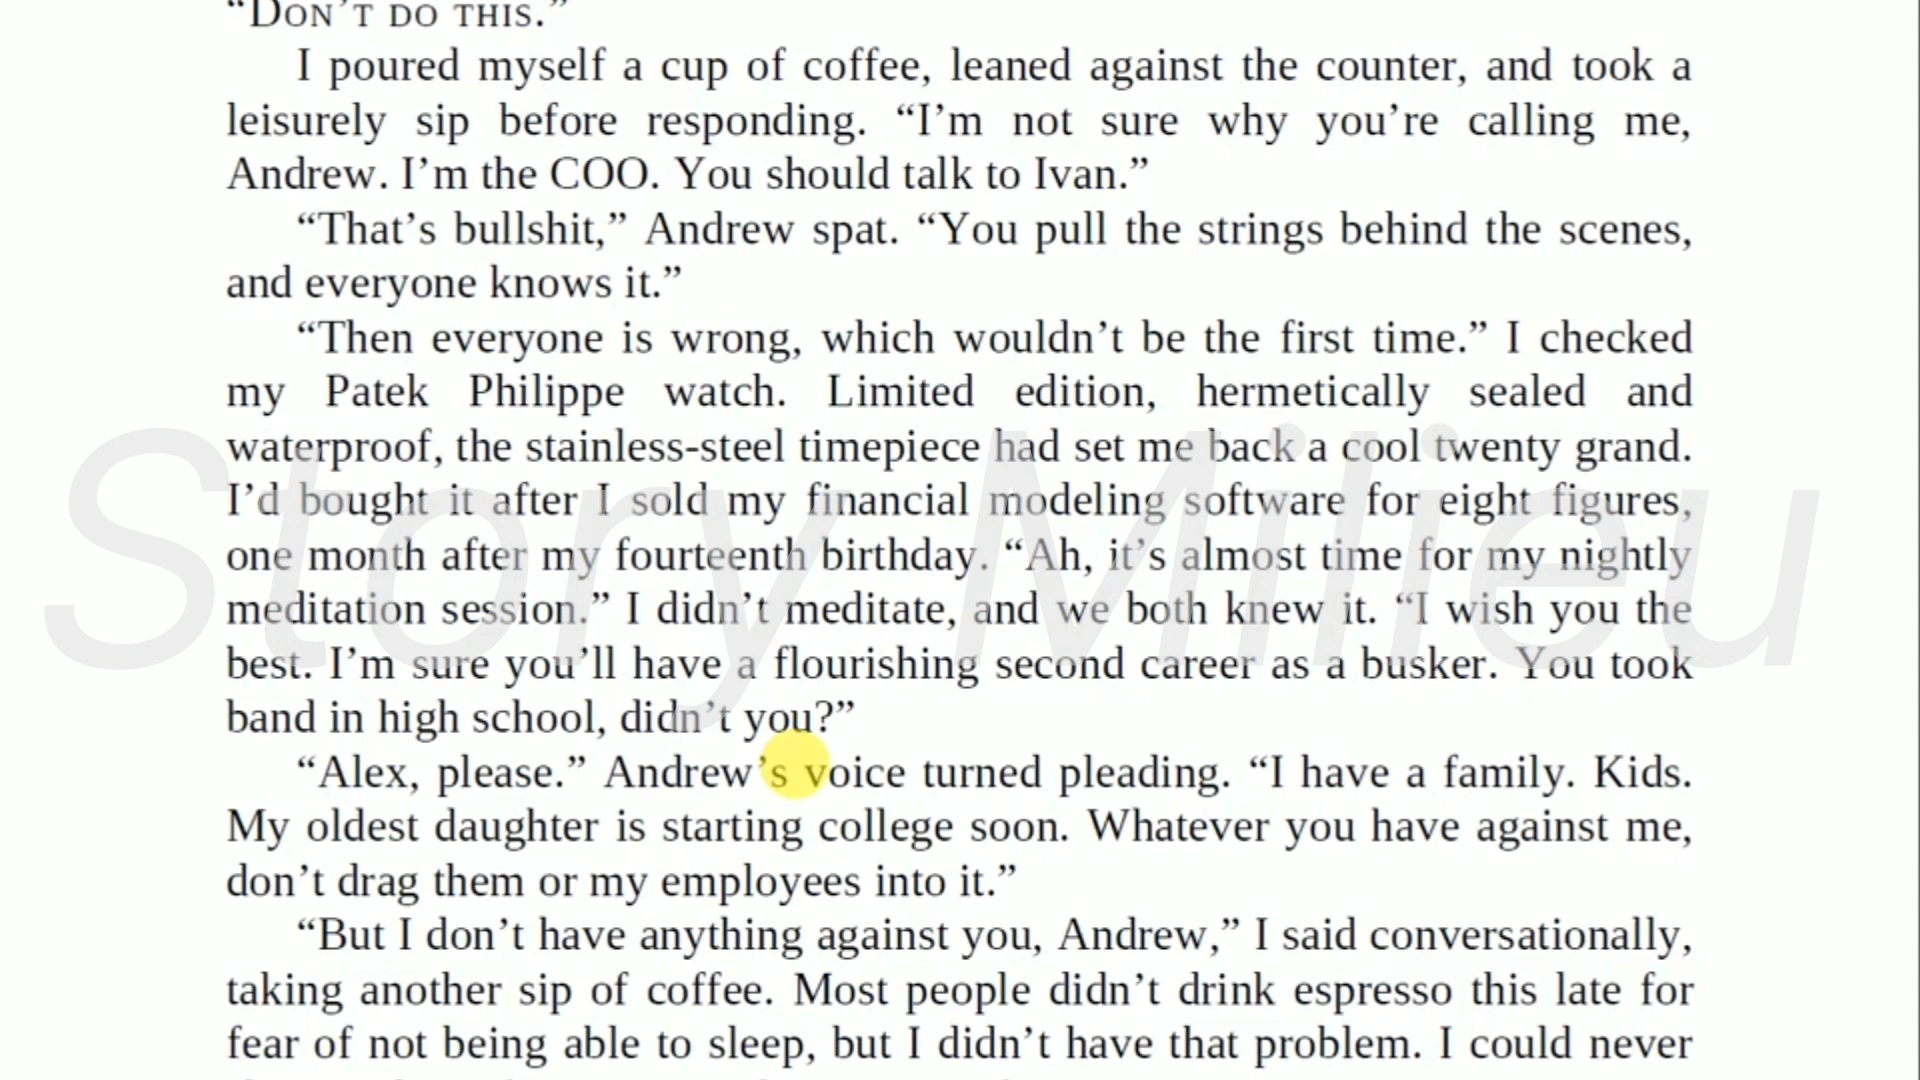 “DON’T DO THIS.”
I poured myself a cup of coffee, leaned against the counter, and took a
leisurely sip before responding. “I’m not sure why you’re calling me,
Andrew. I’m the COO. You should talk to Ivan.”
“That’s bullshit,” Andrew spat. “You pull the strings behind the scenes,
and everyone knows it.”
“Then everyone is wrong, which wouldn’t be the first time.” I checked
my Patek Philippe watch. Limited edition, hermetically sealed and
waterproof, the stainless-steel timepiece had set me back a cool twenty grand.
I’d bought it after I sold my financial modeling software for eight figures,
one month after my fourteenth birthday. “Ah, it’s almost time for my nightly
meditation session.” I didn’t meditate, and we both knew it. “I wish you the
best. I’m sure you’ll have a flourishing second career as a busker. You took
band in high school, didn’t you?”
“Alex, please.” Andrew’s voice turned pleading. “I have a family. Kids.
My oldest daughter is starting college soon. Whatever you have against me,
don’t drag them or my employees into it.”
“But I don’t have anything against you, Andrew,” I said conversationally,
taking another sip of coffee. Most people didn’t drink espresso this late for
fear of not being able to sleep, but I didn’t have that problem. I could never
Story Milieu